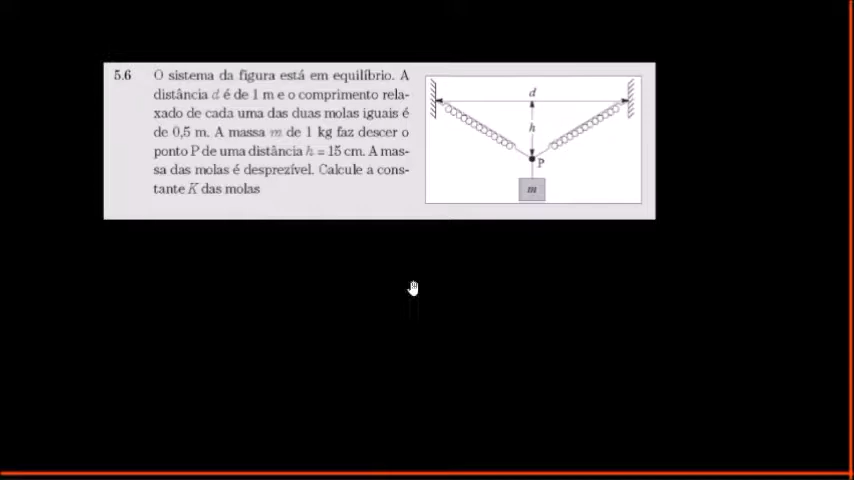 5.6 O sistema da figura está em equilíbrio. A
distância d é de 1 m e o comprimento rela-
xado de cada uma das duas molas iguais é
de 0,5 m. A massa m de 1 kg faz descer o
ponto P de uma distância h = 15 cm. A mas-
sa das molas é desprezível. Calcule a cons-
tante K das molas
d
h
P
m